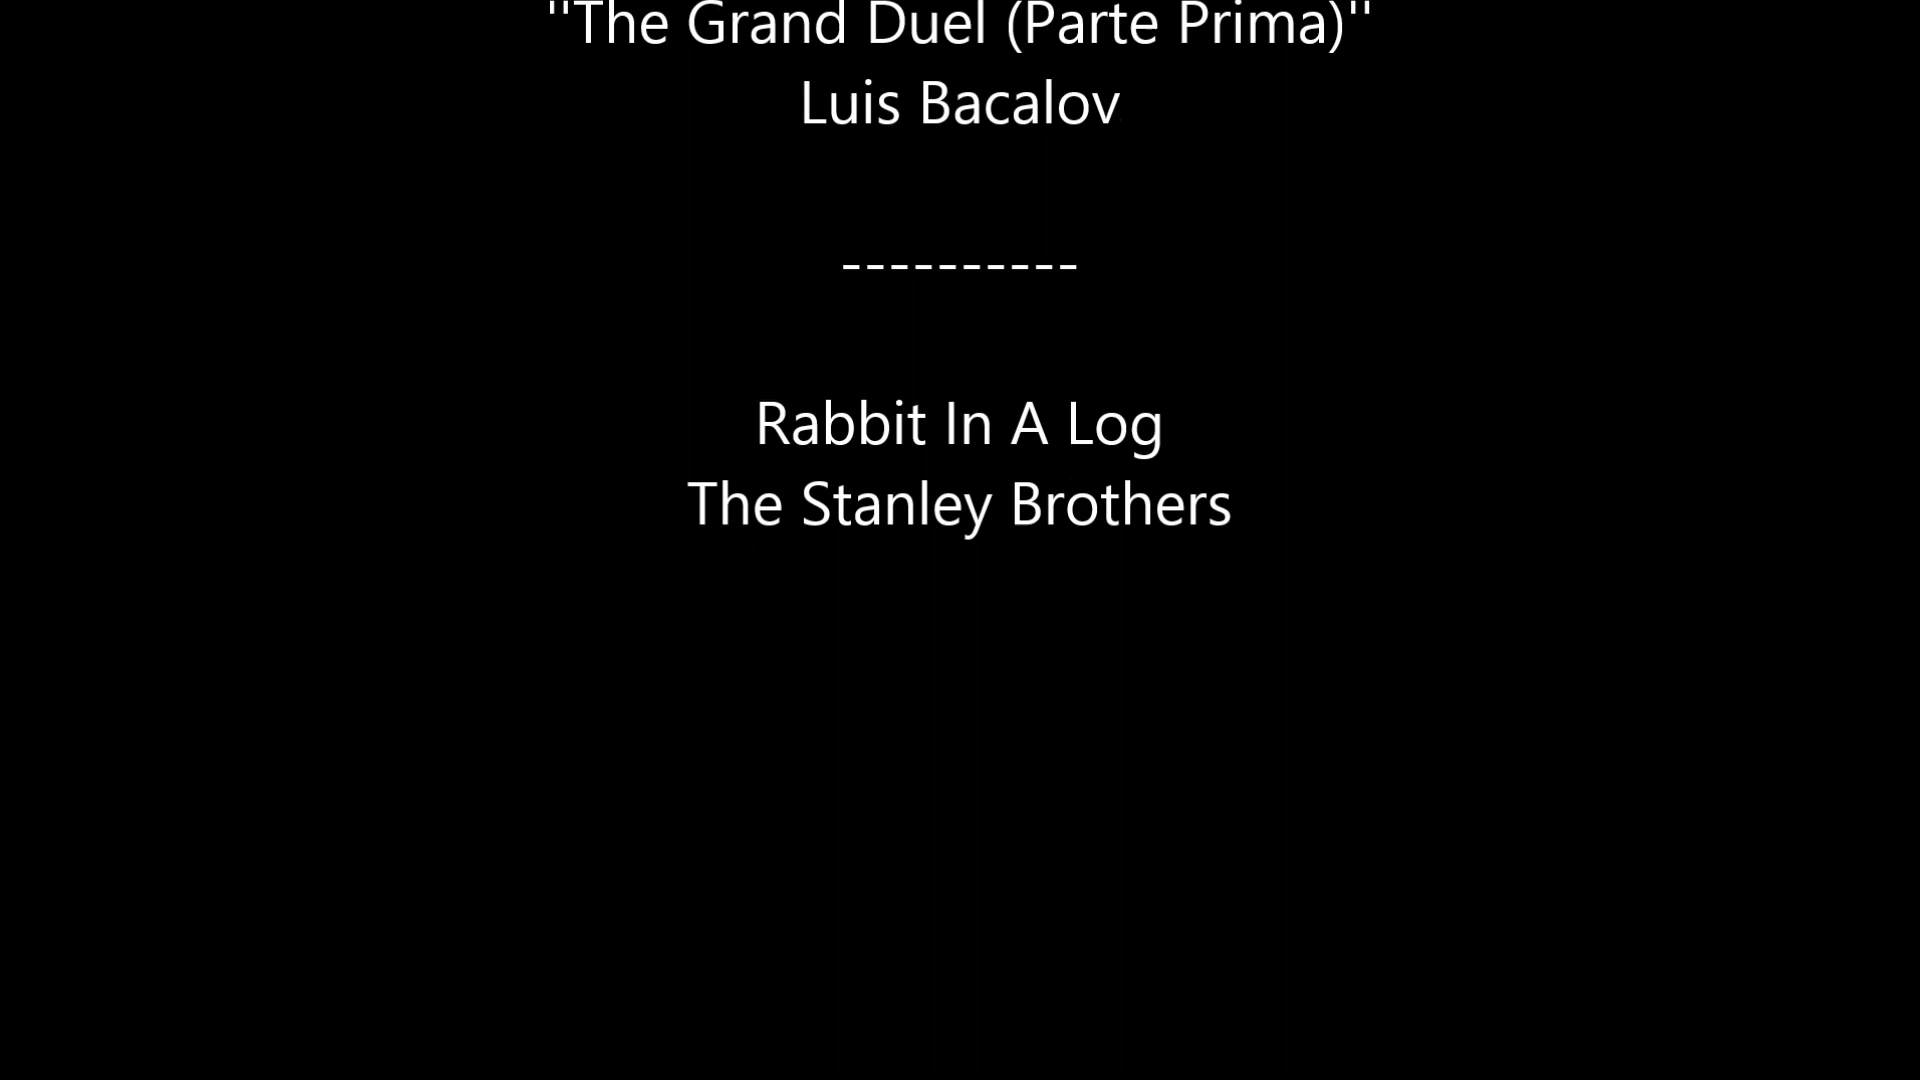 "The Grand Duel (Parte Prima)"
Luis Bacalov
----------
Rabbit In A Log
The Stanley Brothers